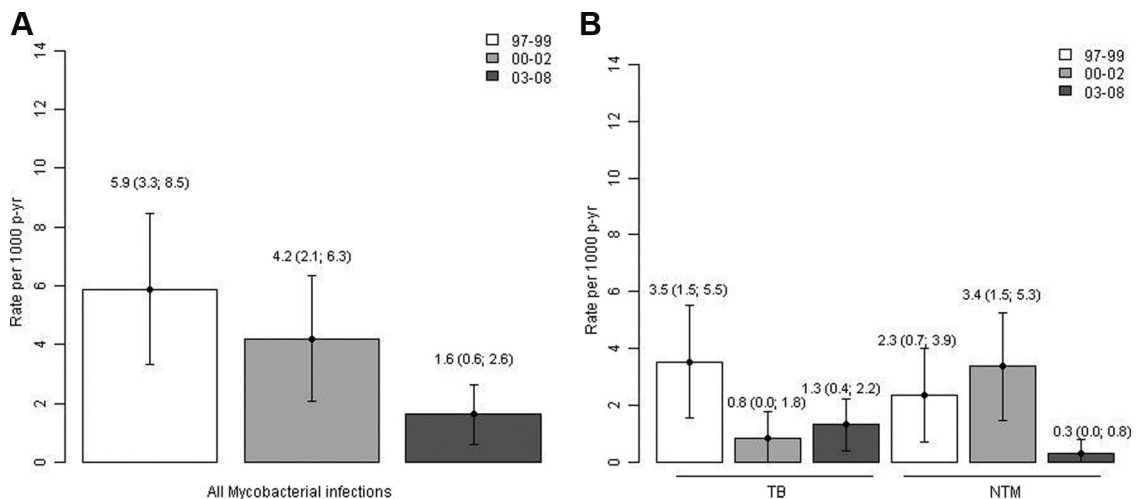 A
97-99
00-02
03-08
Rate per 1000 p-yr
0
2
4
6
8
10
12
14
5.9 (3.3; 8.5)
4.2 (2.1; 6.3)
1.6 (0.6; 2.6)
All Mycobacterial infections
B
97-99
00-02
03-08
Rate per 1000 p-yr
0
2
4
6
8
10
12
14
3.5 (1.5; 5.5)
0.8 (0.0; 1.8)
1.3 (0.4; 2.2)
2.3 (0.7; 3.9)
3.4 (1.5; 5.3)
0.3 (0.0; 0.8)
TB
NTM